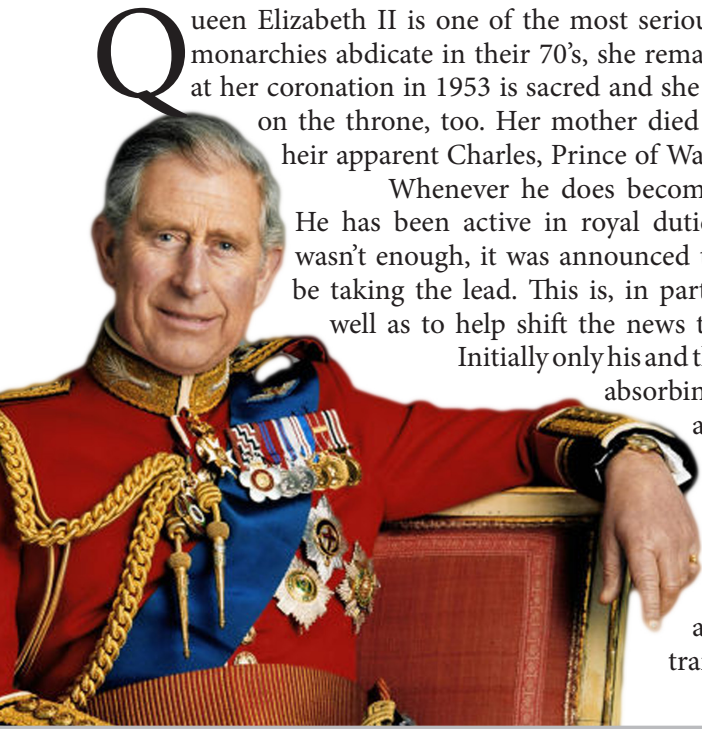 Queen Elizabeth II is one of the most seriou
monarchies abdicate in their 70's, she rema
at her coronation in 1953 is sacred and she
on the throne, too. Her mother died
heir apparent Charles, Prince of Wa
Whenever he does becom
He has been active in royal duti
wasn't enough, it was announced
be taking the lead. This is, in part
well as to help shift the news t
Initially only his and t
absorbin
a
a
tra